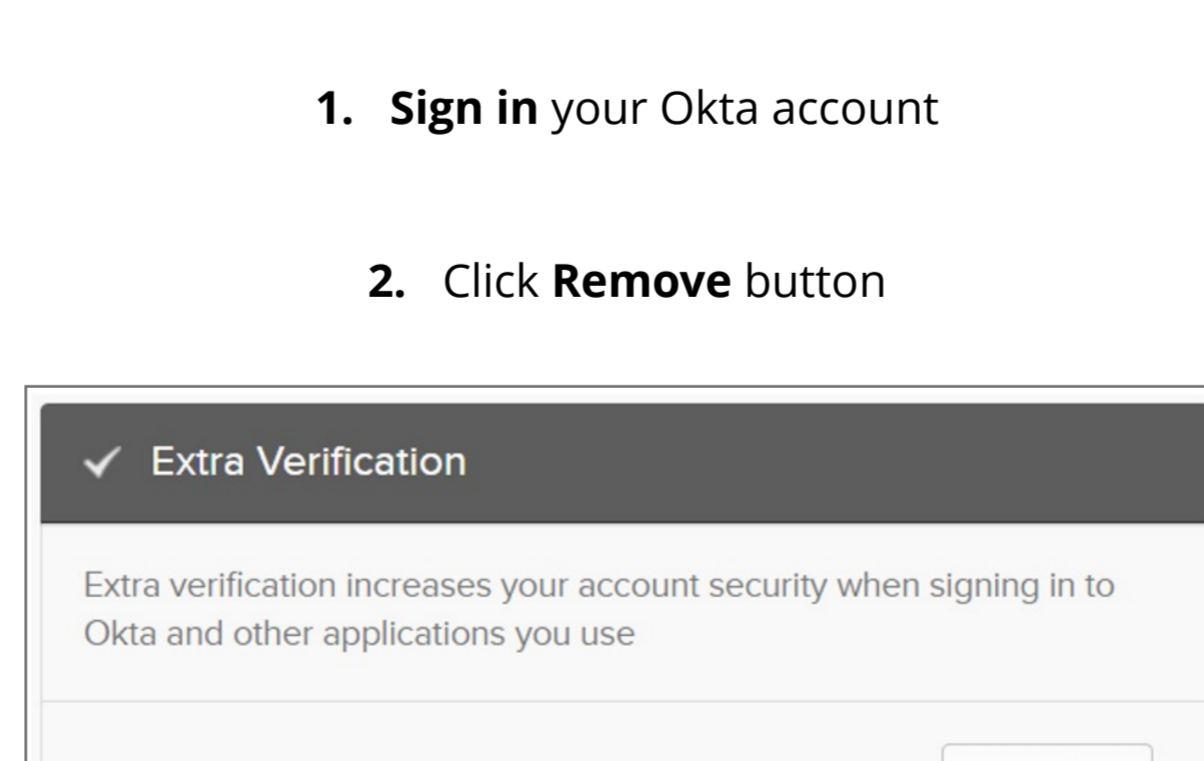 1. Sign in your Okta account
2. Click Remove button
Extra Verification
Extra verification increases your account security when signing in to
Okta and other applications you use